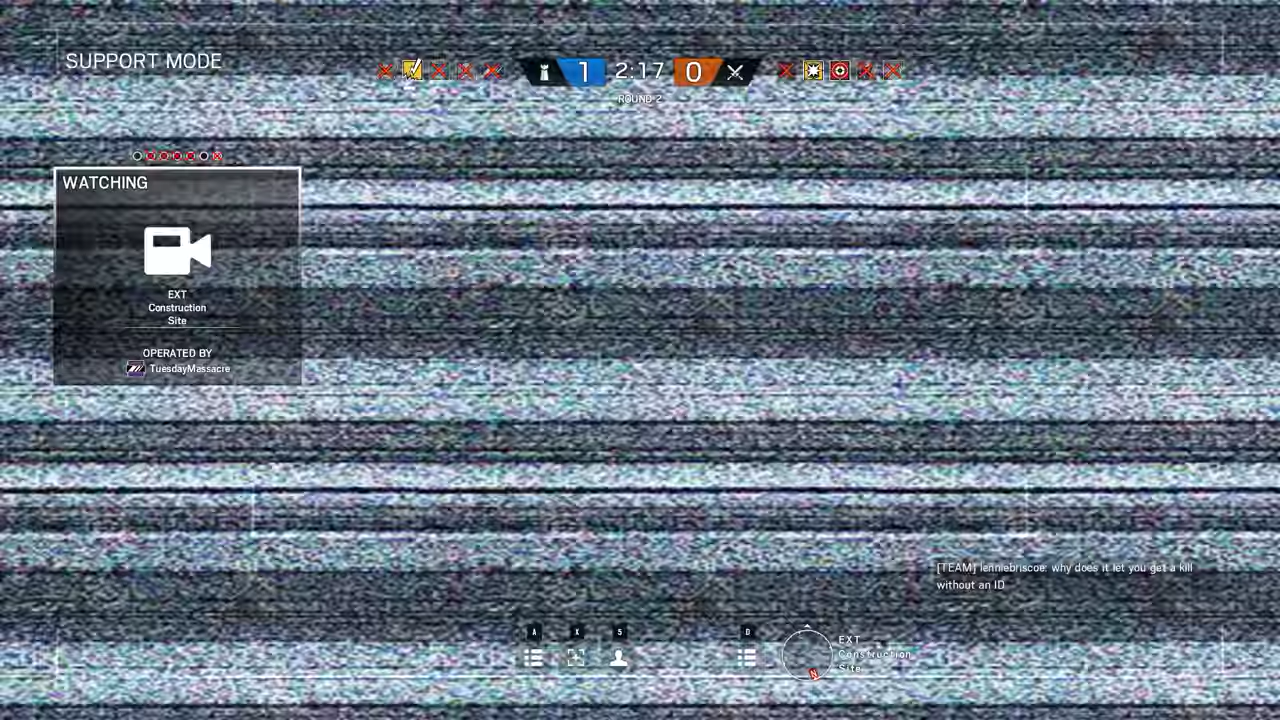 SUPPORT MODE
1 2:17 0
ROUND 2
WATCHING
EXT
Construction
Site
OPERATED BY
TuesdayMassacre
[TEAM] lenniebriscoe: why does it let you get a kill
without an ID
A X 5 D
EXT
Construction
Site
N